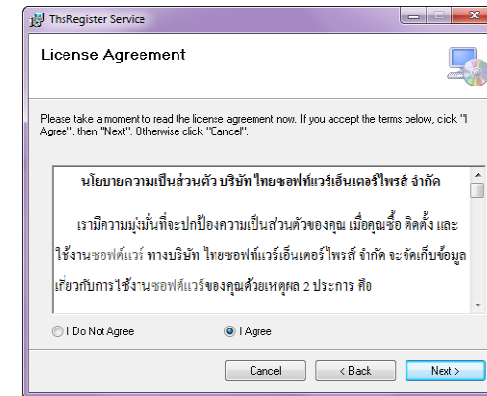 ThsRegister Service
License Agreement
Please take a moment to read the license agreement now. If you accept the terms below, click "I
Agree", then "Next". Otherwise click "Cancel".
นโยบายความเป็นส่วนตัว บริษัท ไทยซอฟท์แวร์เอ็นเตอร์ไพรส์ จำกัด
เรามีความมุ่งมั่นที่จะปกป้องความเป็นส่วนตัวของคุณ เมื่อคุณซื้อ ติดตั้ง และ
ใช้งานซอฟต์แวร์ ทางบริษัท ไทยซอฟท์แวร์เอ็นเตอร์ไพรส์ จำกัด จะจัดเก็บข้อมูล
เกี่ยวกับการใช้งานซอฟต์แวร์ของคุณด้วยเหตุผล 2 ประการ คือ
I Do Not Agree
I Agree
Cancel
< Back
Next >